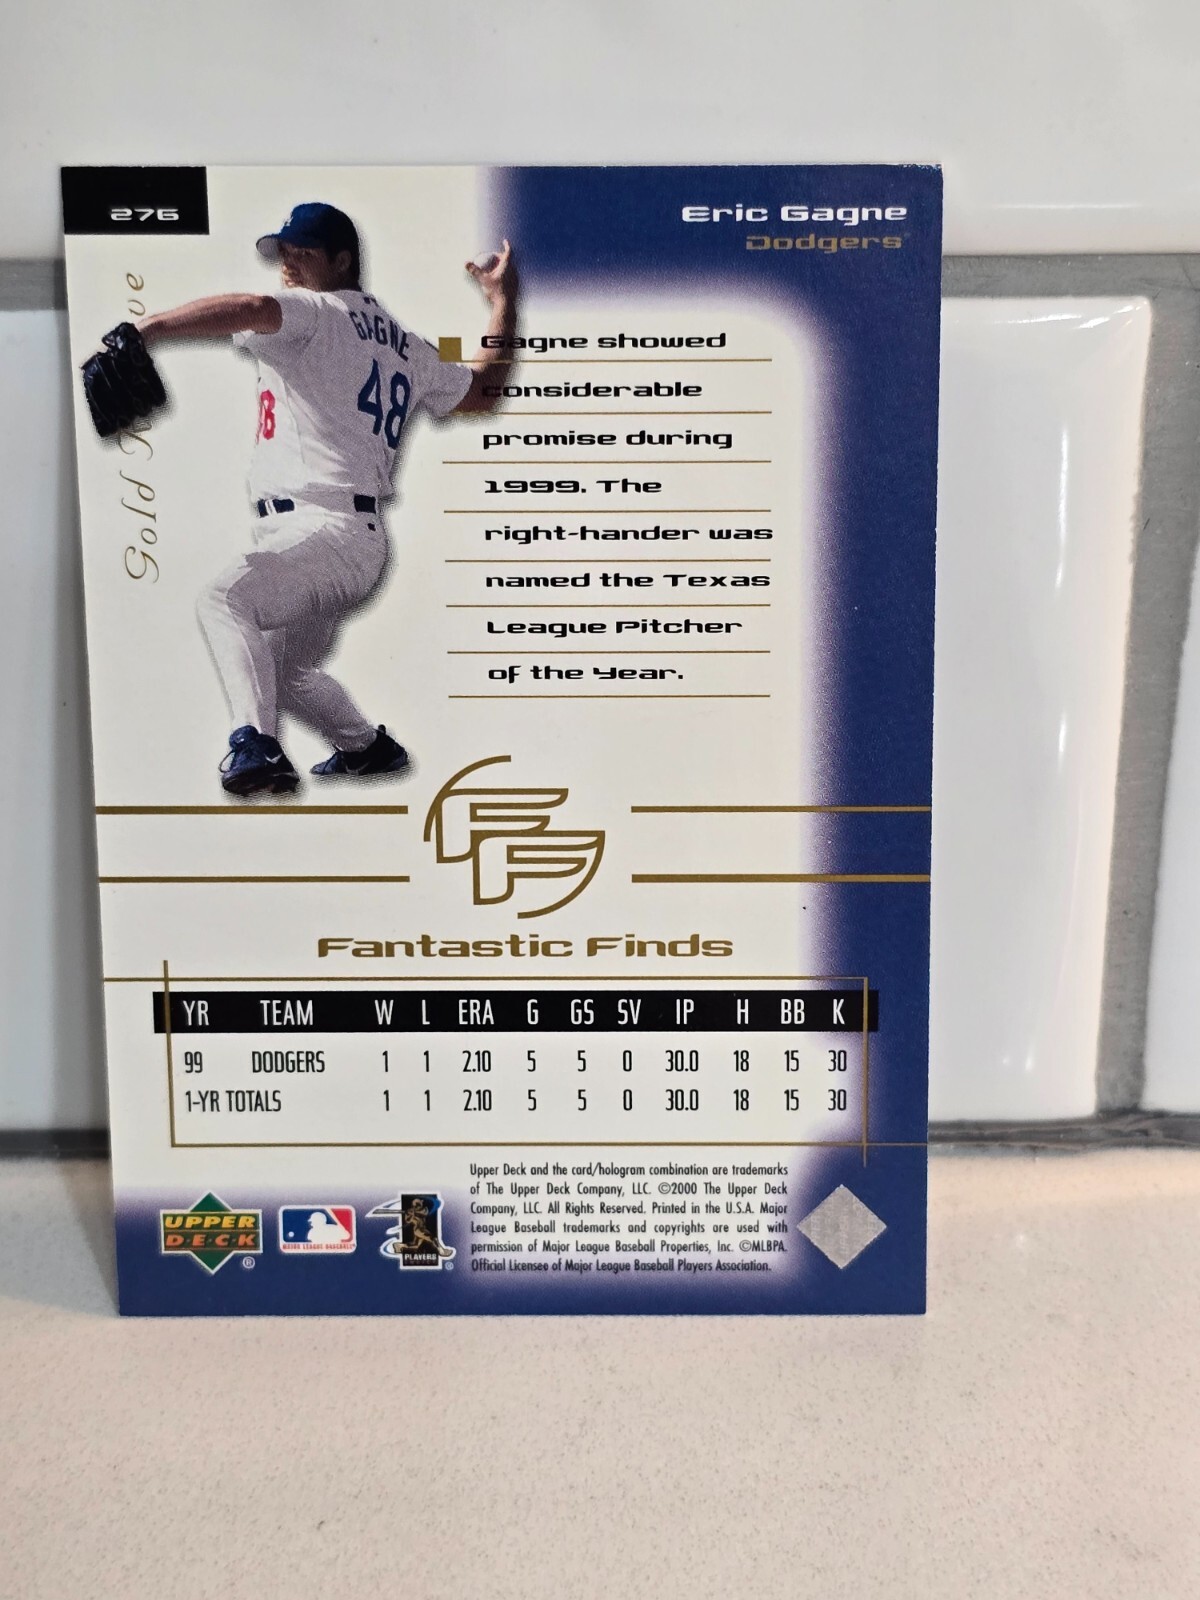 276
Eric Gagne
Dodgers
Gold
GAGNE
48
Gagne showed
considerable
promise during
1999. The
right-hander was
named the Texas
League Pitcher
of the Year.
FF
Fantastic Finds
YR TEAM W L ERA G GS SV IP H BB K
99 DODGERS 1 1 2.10 5 5 0 30.0 18 15 30
1-YR TOTALS 1 1 2.10 5 5 0 30.0 18 15 30
Upper Deck and the card/hologram combination are trademarks
of The Upper Deck Company, LLC. ©2000 The Upper Deck
Company, LLC. All Rights Reserved. Printed in the U.S.A. Major
League Baseball trademarks and copyrights are used with
permission of Major League Baseball Properties, Inc. ©MLBPA.
Official Licensee of Major League Baseball Players Association.
UPPER
DECK
®
MAJOR LEAGUE BASEBALL
PLAYERS
®